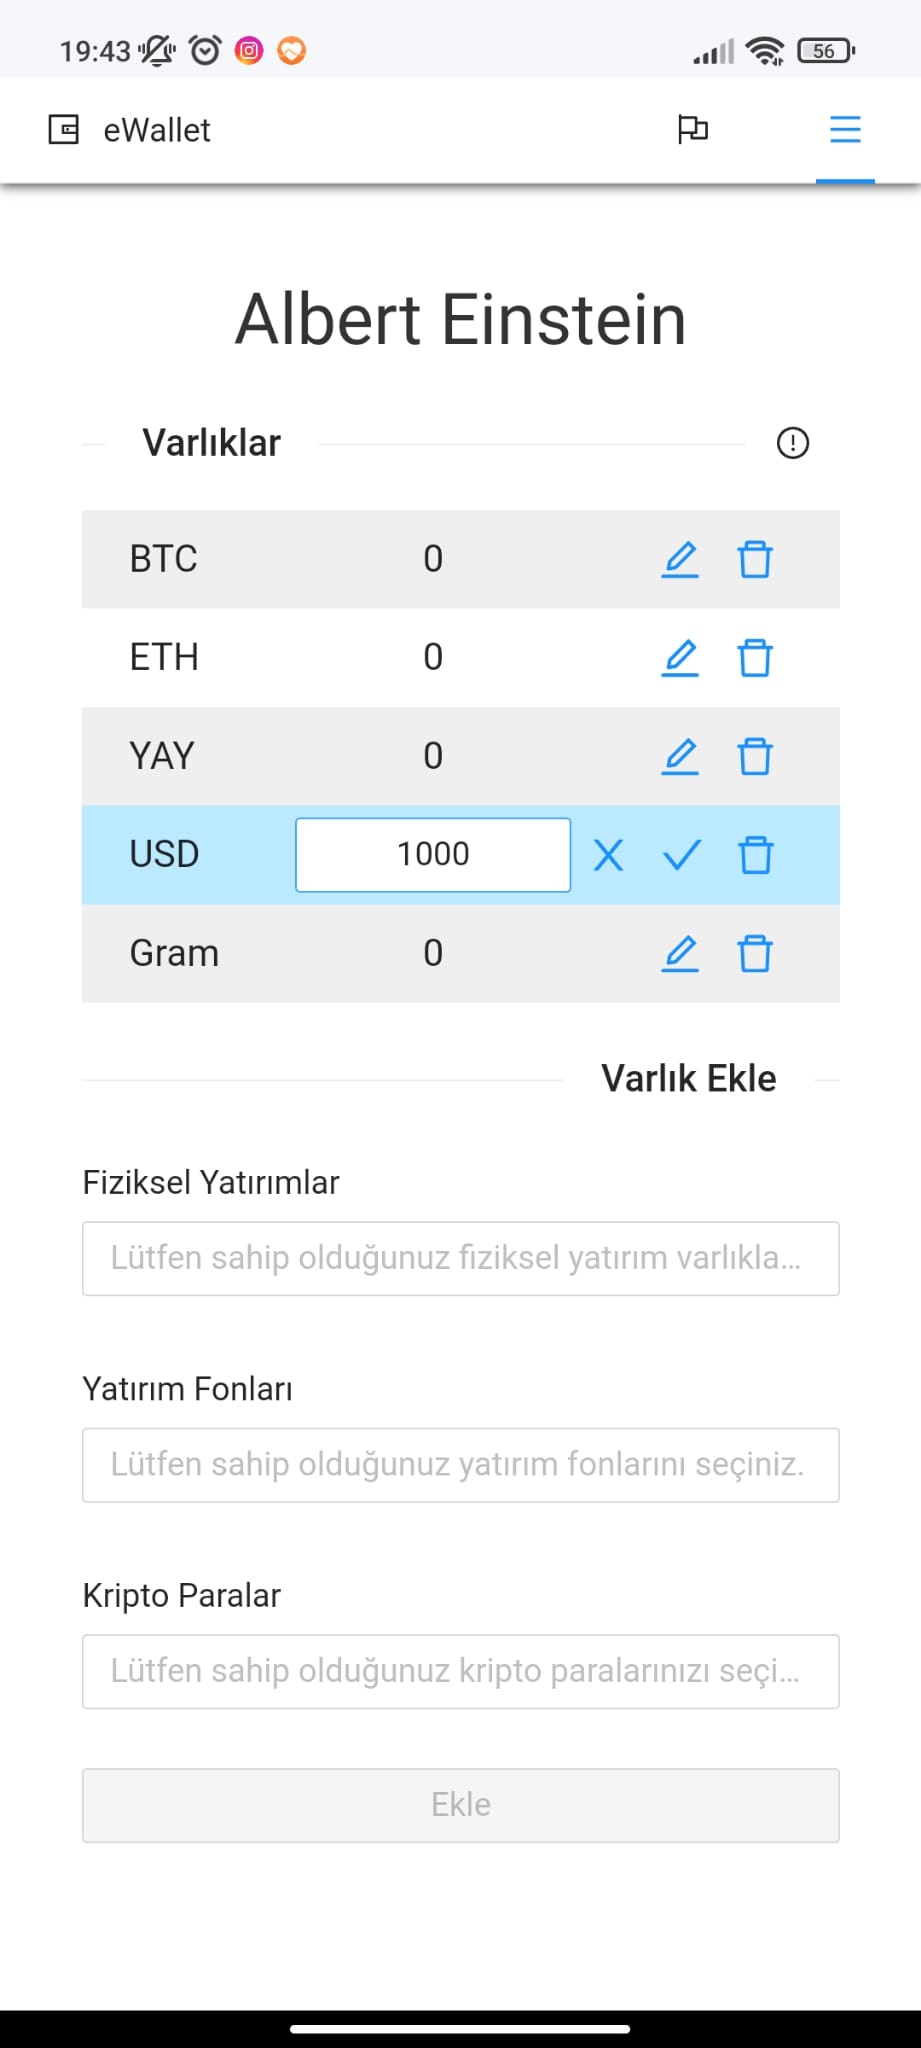 19:43 56
eWallet
Albert Einstein
Varlıklar
BTC 0
ETH 0
YAY 0
USD 1000
Gram 0
Varlık Ekle
Fiziksel Yatırımlar
Lütfen sahip olduğunuz fiziksel yatırım varlıkla...
Yatırım Fonları
Lütfen sahip olduğunuz yatırım fonlarını seçiniz.
Kripto Paralar
Lütfen sahip olduğunuz kripto paralarınızı seçi...
Ekle